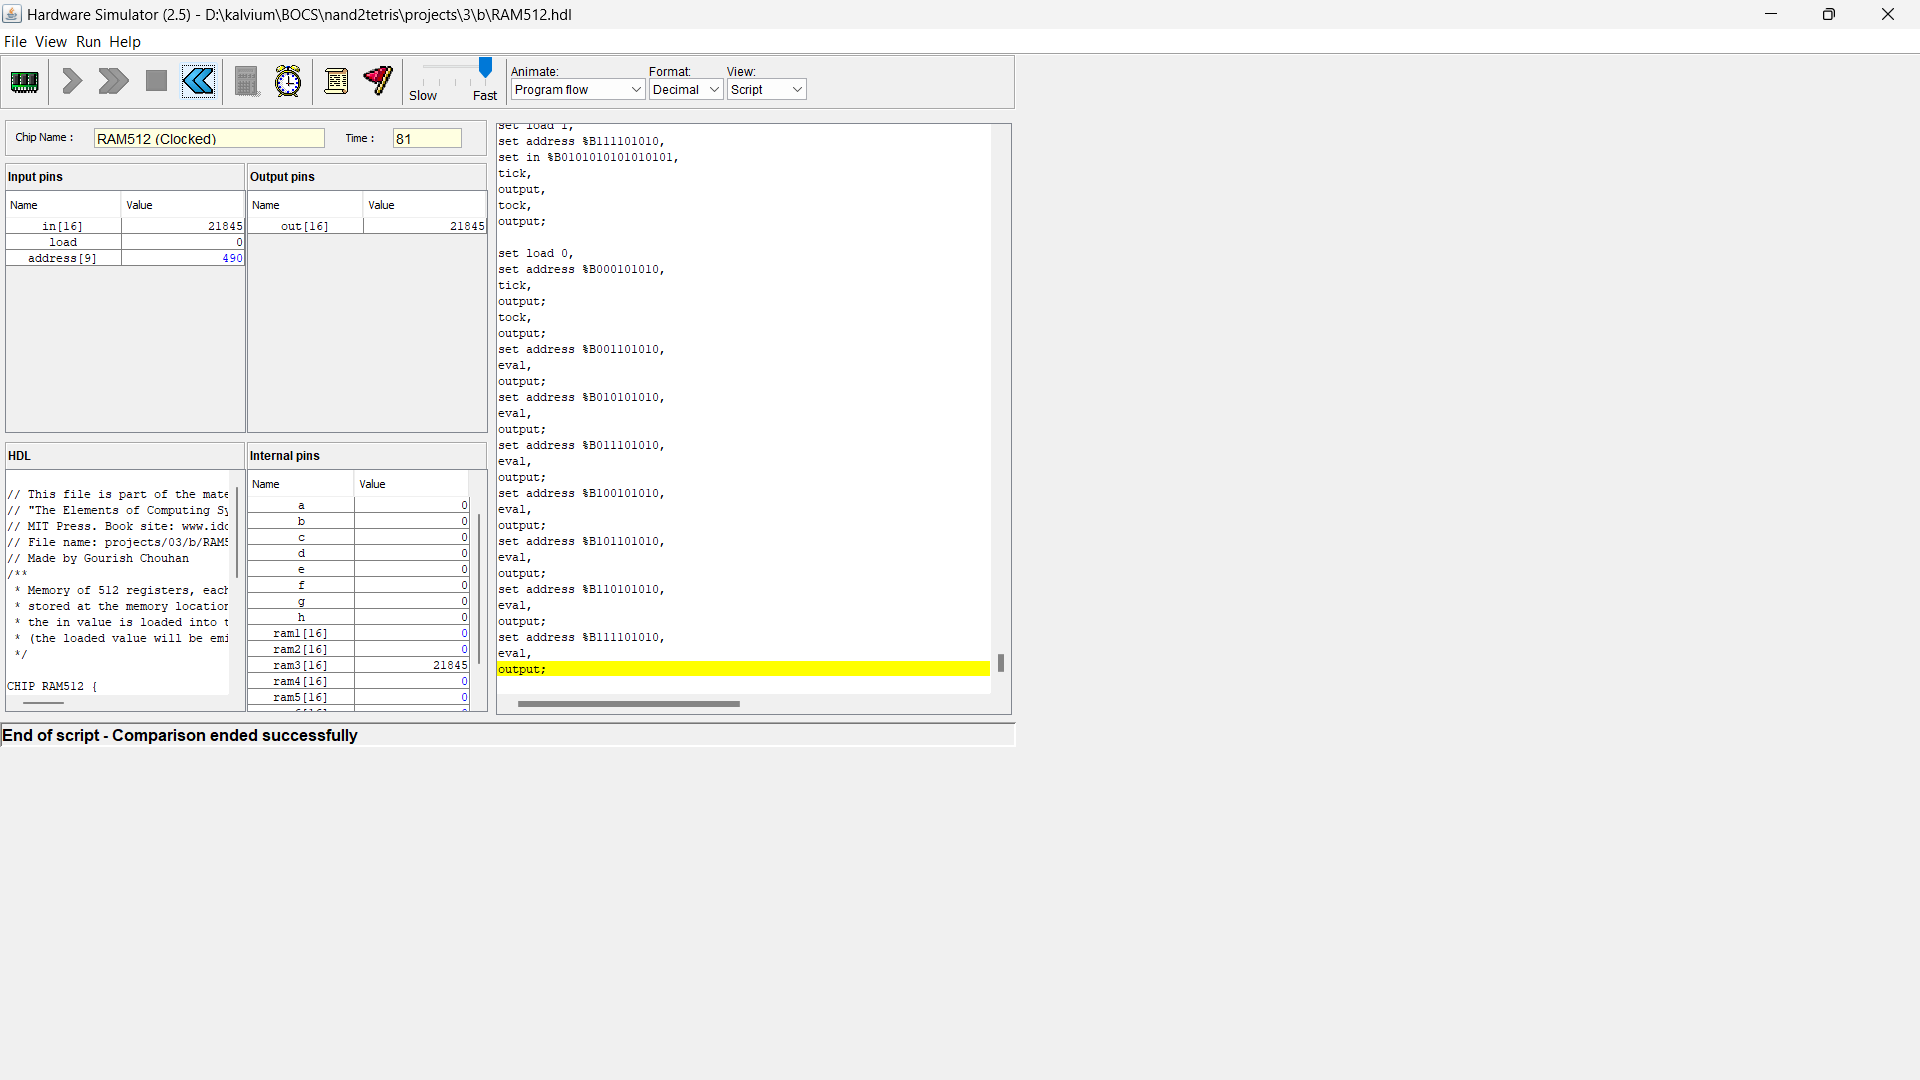 Hardware Simulator (2.5) - D:\kalvium\BOCS\nand2tetris\projects\3\b\RAM512.hdl
File View Run Help
Slow Fast
Animate: Format: View:
Program flow Decimal Script
Chip Name : RAM512 (Clocked) Time : 81
Input pins
Name Value
in[16] 21845
load 0
address[9] 490
Output pins
Name Value
out[16] 21845
HDL
// This file is part of the mate
// "The Elements of Computing Sy
// MIT Press. Book site: www.idc
// File name: projects/03/b/RAM5
// Made by Gourish Chouhan
/**
* Memory of 512 registers, each
* stored at the memory location
* the in value is loaded into t
* (the loaded value will be emi
*/
CHIP RAM512 {
Internal pins
Name Value
a 0
b 0
c 0
d 0
e 0
f 0
g 0
h 0
ram1[16] 0
ram2[16] 0
ram3[16] 21845
ram4[16] 0
ram5[16] 0
set load 1,
set address %B111101010,
set in %B0101010101010101,
tick,
output,
tock,
output;
set load 0,
set address %B000101010,
tick,
output;
tock,
output;
set address %B001101010,
eval,
output;
set address %B010101010,
eval,
output;
set address %B011101010,
eval,
output;
set address %B100101010,
eval,
output;
set address %B101101010,
eval,
output;
set address %B110101010,
eval,
output;
set address %B111101010,
eval,
output;
End of script - Comparison ended successfully